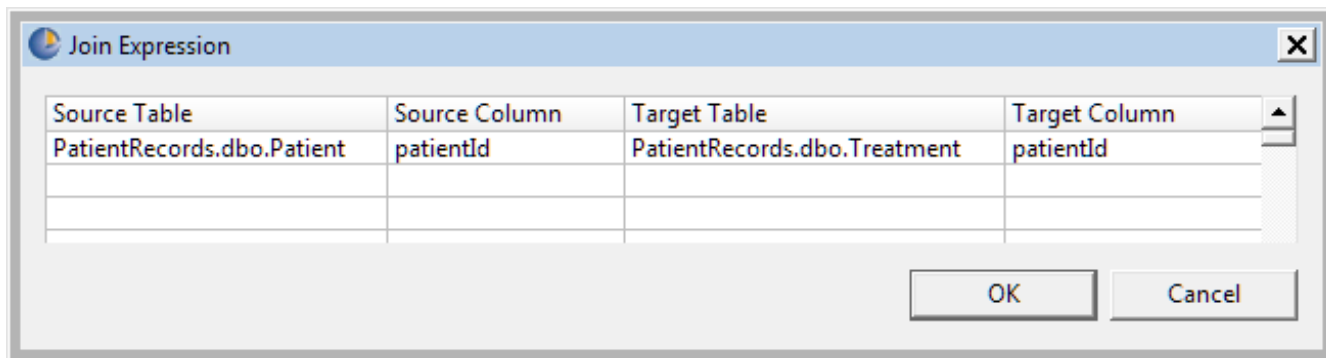 Join Expression
Source Table Source Column Target Table Target Column
PatientRecords.dbo.Patient patientId PatientRecords.dbo.Treatment patientId
OK Cancel